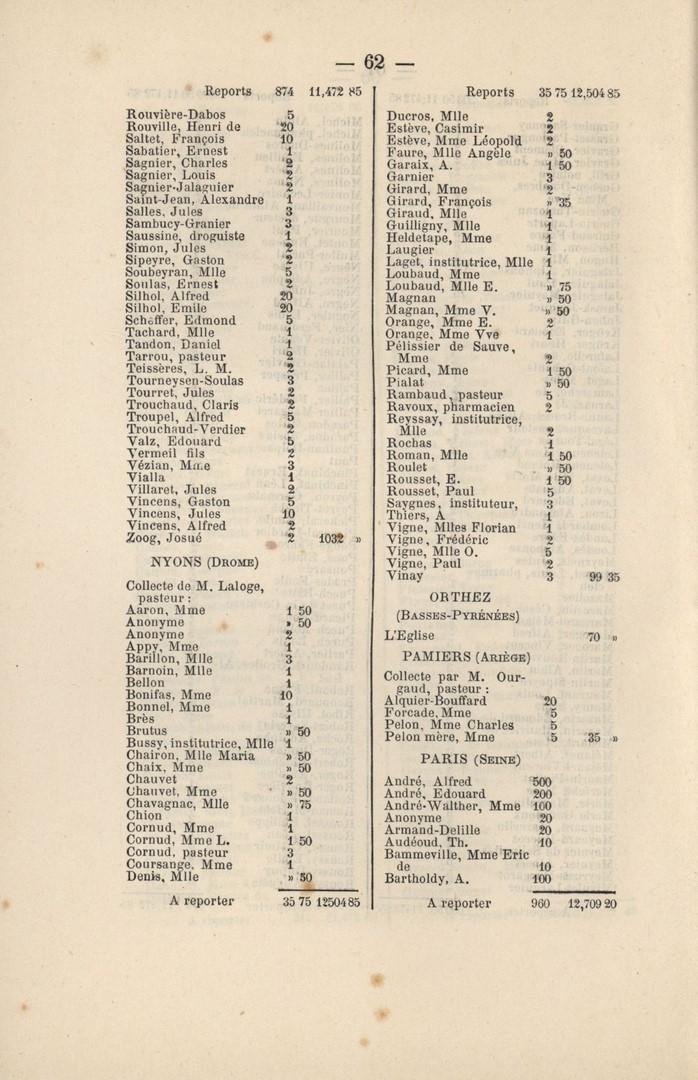 — 62 —
Reports 874 11,472 85
Rouvière-Dabos 5
Rouville, Henri de 20
Saltet, François 10
Sabatier, Ernest 1
Sagnier, Charles 2
Sagnier, Louis 2
Sagnier-Jalaguier 2
Saint-Jean, Alexandre 1
Salles, Jules 3
Sambucy-Granier 3
Saussine, droguiste 1
Simon, Jules 2
Sipeyre, Gaston 2
Soubeyran, Mlle 5
Soulas, Ernest 2
Silhol, Alfred 20
Silhol, Emile 20
Scheffer, Edmond 5
Tachard, Mlle 1
Tandon, Daniel 1
Tarrou, pasteur 2
Teissères, L. M. 2
Tourneysen-Soulas 3
Tourret, Jules 2
Trouchaud, Claris 2
Troupel, Alfred 5
Trouchaud-Verdier 2
Valz, Edouard 5
Vermeil fils 2
Vézian, Mme 3
Vialla 1
Villaret, Jules 2
Vincens, Gaston 5
Vincens, Jules 10
Vincens, Alfred 2
Zoog, Josué 2 1032 »
NYONS (DROME)
Collecte de M. Laloge,
pasteur :
Aaron, Mme 1 50
Anonyme » 50
Anonyme 2
Appy, Mme 1
Barillon, Mlle 3
Barnoin, Mlle 1
Bellon 1
Bonifas, Mme 10
Bonnel, Mme 1
Brès 1
Brutus » 50
Bussy, institutrice, Mlle 1
Chairon, Mlle Maria » 50
Chaix, Mme » 50
Chauvet 2
Chauvet, Mme » 50
Chavagnac, Mlle » 75
Chion 1
Cornud, Mme 1
Cornud, Mme L. 1 50
Cornud, pasteur 3
Coursange, Mme 1
Denis, Mlle » 50
A reporter 35 75 12504 85
Reports 35 75 12,504 85
Ducros, Mlle 2
Estève, Casimir 2
Estève, Mme Léopold 2
Faure, Mlle Angèle » 50
Garaix, A. 1 50
Garnier 3
Girard, Mme 2
Girard, François » 35
Giraud, Mlle 1
Guilligny, Mlle 1
Heldetape, Mme 1
Laugier 1
Laget, institutrice, Mlle 1
Loubaud, Mme 1
Loubaud, Mlle E. » 75
Magnan » 50
Magnan, Mme V. » 50
Orange, Mme E. 2
Orange, Mme Vve 1
Pélissier de Sauve,
Mme 2
Picard, Mme 1 50
Pialat » 50
Rambaud, pasteur 5
Ravoux, pharmacien 2
Reyssay, institutrice,
Mlle 2
Rochas 1
Roman, Mlle 1 50
Roulet » 50
Rousset, E. 1 50
Rousset, Paul 5
Saygnes, instituteur, 3
Thiers, A 1
Vigne, Mlles Florian 1
Vigne, Frédéric 2
Vigne, Mlle O. 5
Vigne, Paul 2
Vinay 3 99 35
ORTHEZ
(BASSES-PYRÉNÉES)
L'Eglise 70 »
PAMIERS (ARIÈGE)
Collecte par M. Our-
gaud, pasteur :
Alquier-Bouffard 20
Forcade, Mme 5
Pelon, Mme Charles 5
Pelon mère, Mme 5 35 »
PARIS (SEINE)
André, Alfred 500
André, Edouard 200
André-Walther, Mme 100
Anonyme 20
Armand-Delille 20
Audéoud, Th. 10
Bammeville, Mme Eric
de 10
Bartholdy, A. 100
A reporter 960 12,709 20